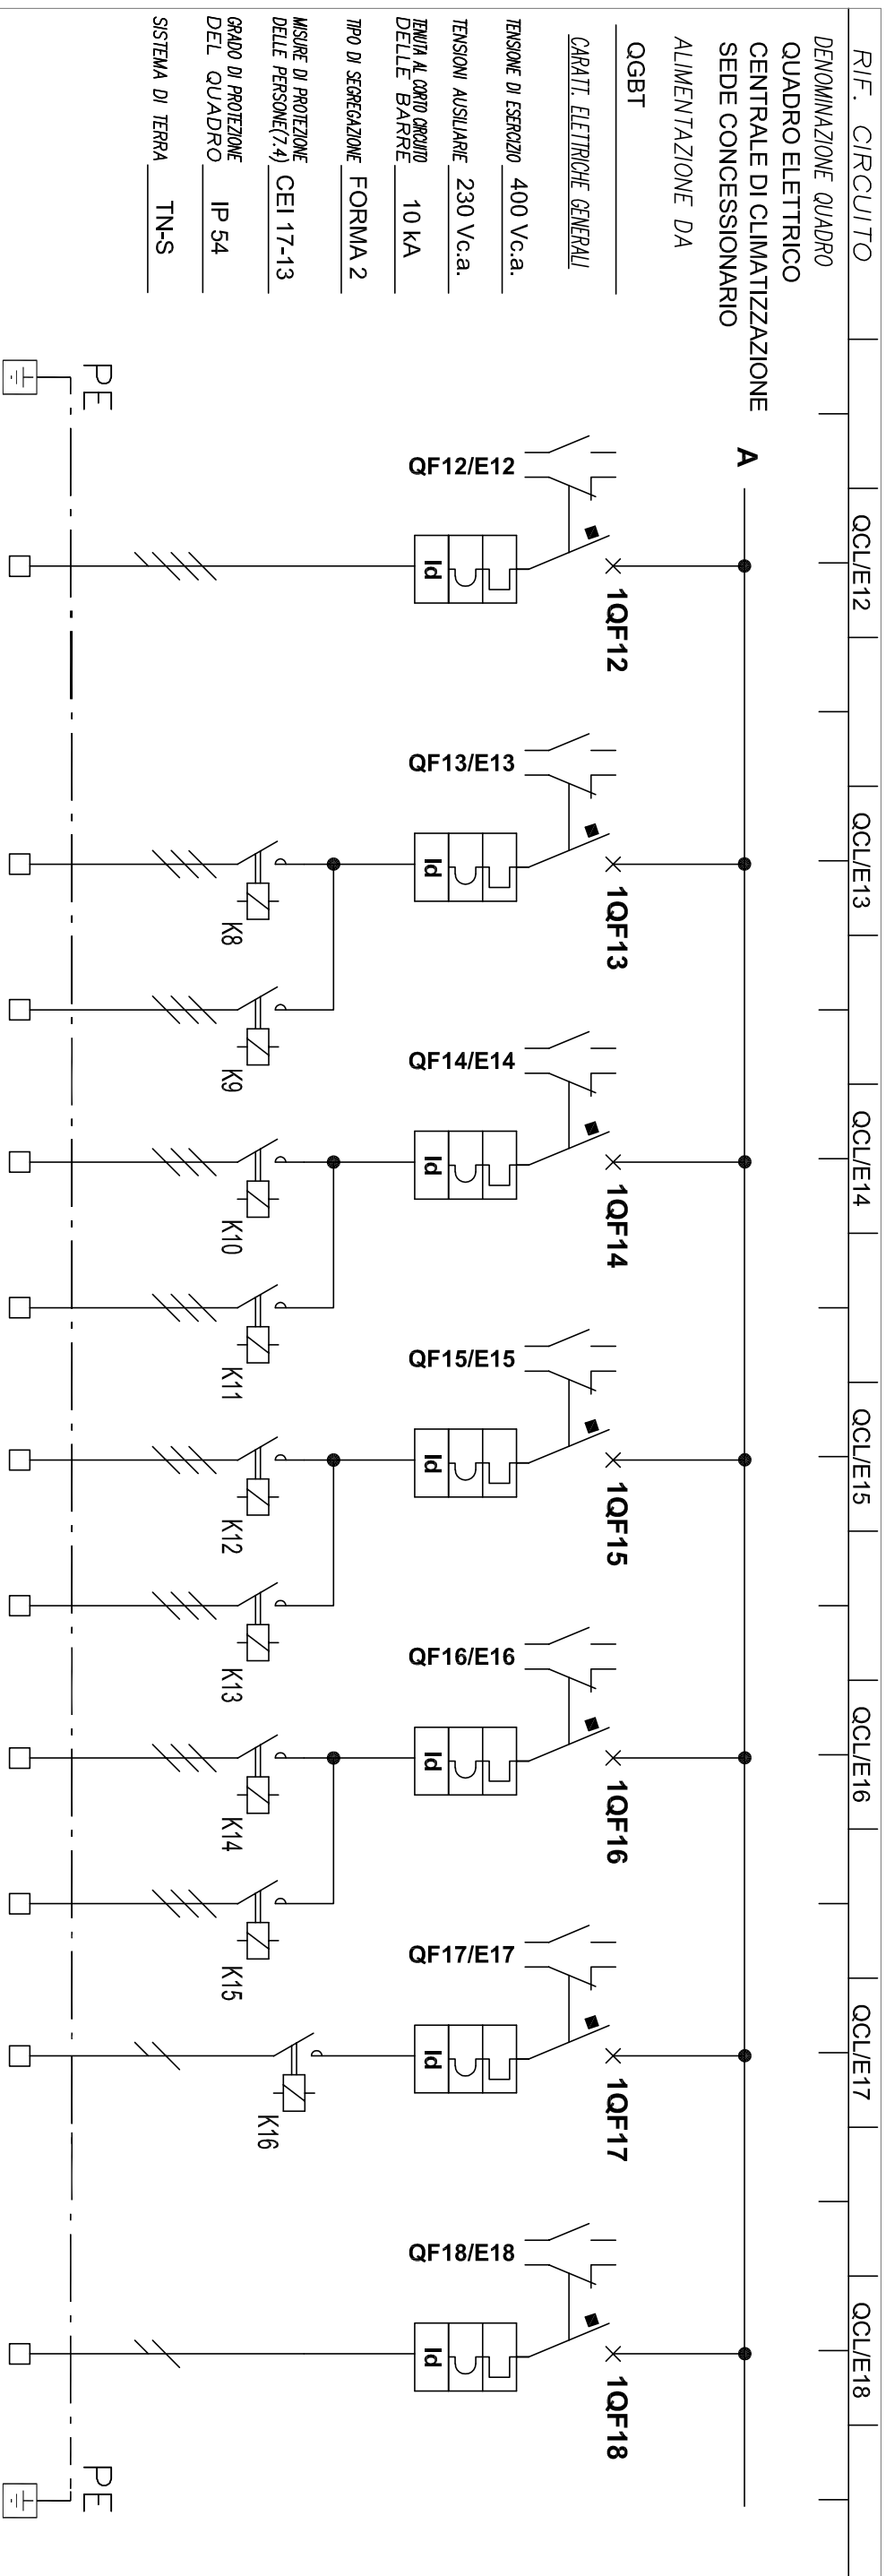 RIF. CIRCUITO
QCL/E12
QCL/E13
QCL/E14
QCL/E15
QCL/E16
QCL/E17
QCL/E18
DENOMINAZIONE QUADRO
QUADRO ELETTRICO
CENTRALE DI CLIMATIZZAZIONE
SEDE CONCESSIONARIO
ALIMENTAZIONE DA
QGBT
CARATT. ELETTRICHE GENERALI
TENSIONE DI ESERCIZIO 400 Vc.a.
TENSIONI AUSILIARIE 230 Vc.a.
TENUTA AL CORTO CIRCUITO
DELLE BARRE 10 kA
TIPO DI SEGREGAZIONE FORMA 2
MISURE DI PROTEZIONE
DELLE PERSONE(7.4) CEI 17-13
GRADO DI PROTEZIONE
DEL QUADRO IP 54
SISTEMA DI TERRA TN-S
A
1QF12
1QF13
1QF14
1QF15
1QF16
1QF17
1QF18
QF12/E12
QF13/E13
QF14/E14
QF15/E15
QF16/E16
QF17/E17
QF18/E18
Id
Id
Id
Id
Id
Id
Id
K8
K9
K10
K11
K12
K13
K14
K15
K16
PE
PE